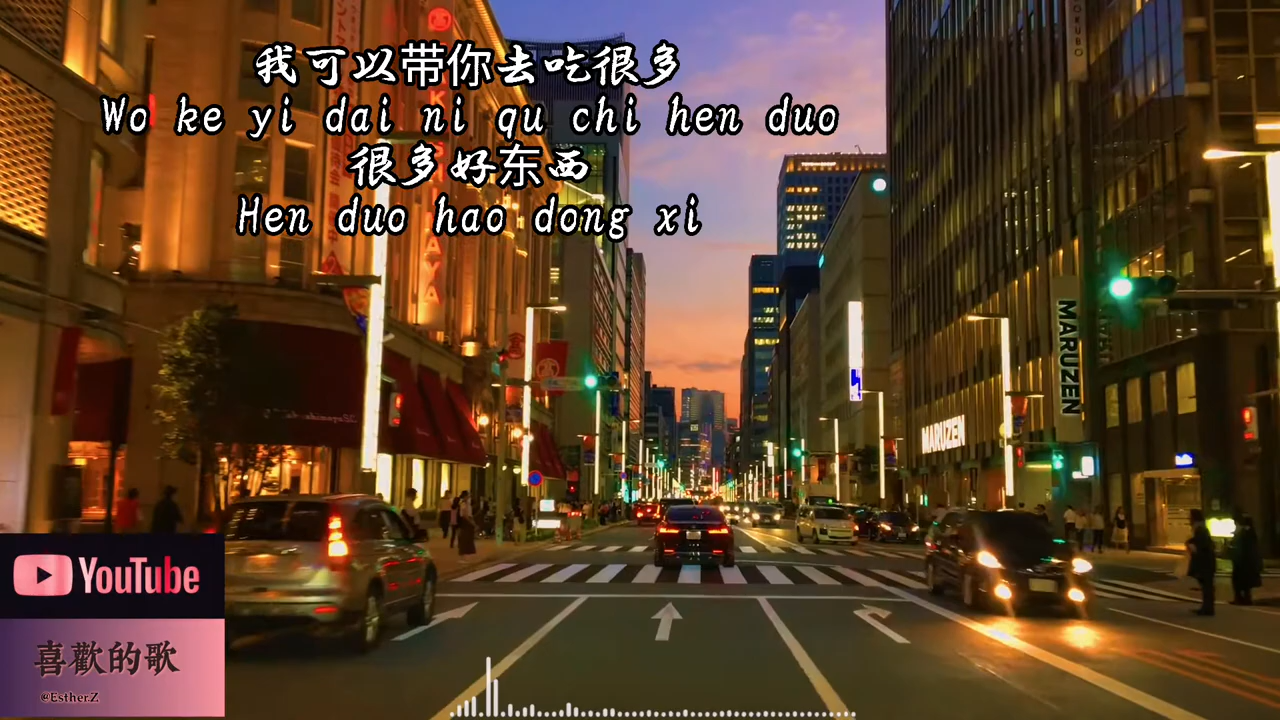 我可以带你去吃很多
Wo ke yi dai ni qu chi hen duo
很多好东西
Hen duo hao dong xi
MARUZEN
MARUZEN
YouTube
喜歡的歌
@Esther.Z